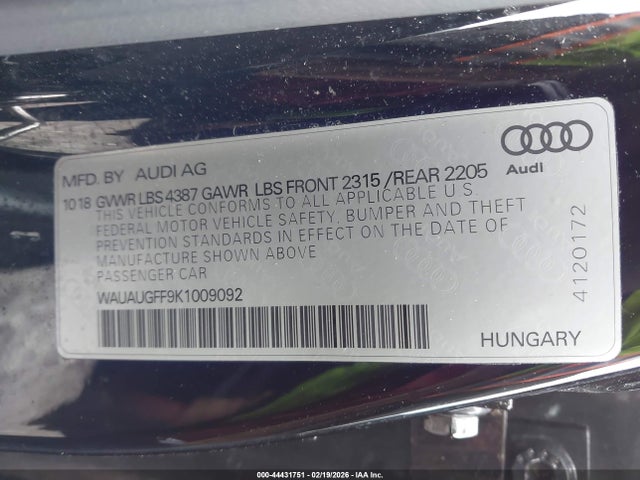 MFD. BY AUDI AG
Audi
10 18 GVWR LBS 4387 GAWR LBS FRONT 2315 / REAR 2205
THIS VEHICLE CONFORMS TO ALL APPLICABLE U.S.
FEDERAL MOTOR VEHICLE SAFETY, BUMPER AND THEFT
PREVENTION STANDARDS IN EFFECT ON THE DATE OF
MANUFACTURE SHOWN ABOVE
PASSENGER CAR
WAUAUGFF9K1009092
4120172
HUNGARY
000-44431751 - 02/19/2026 - IAA Inc.